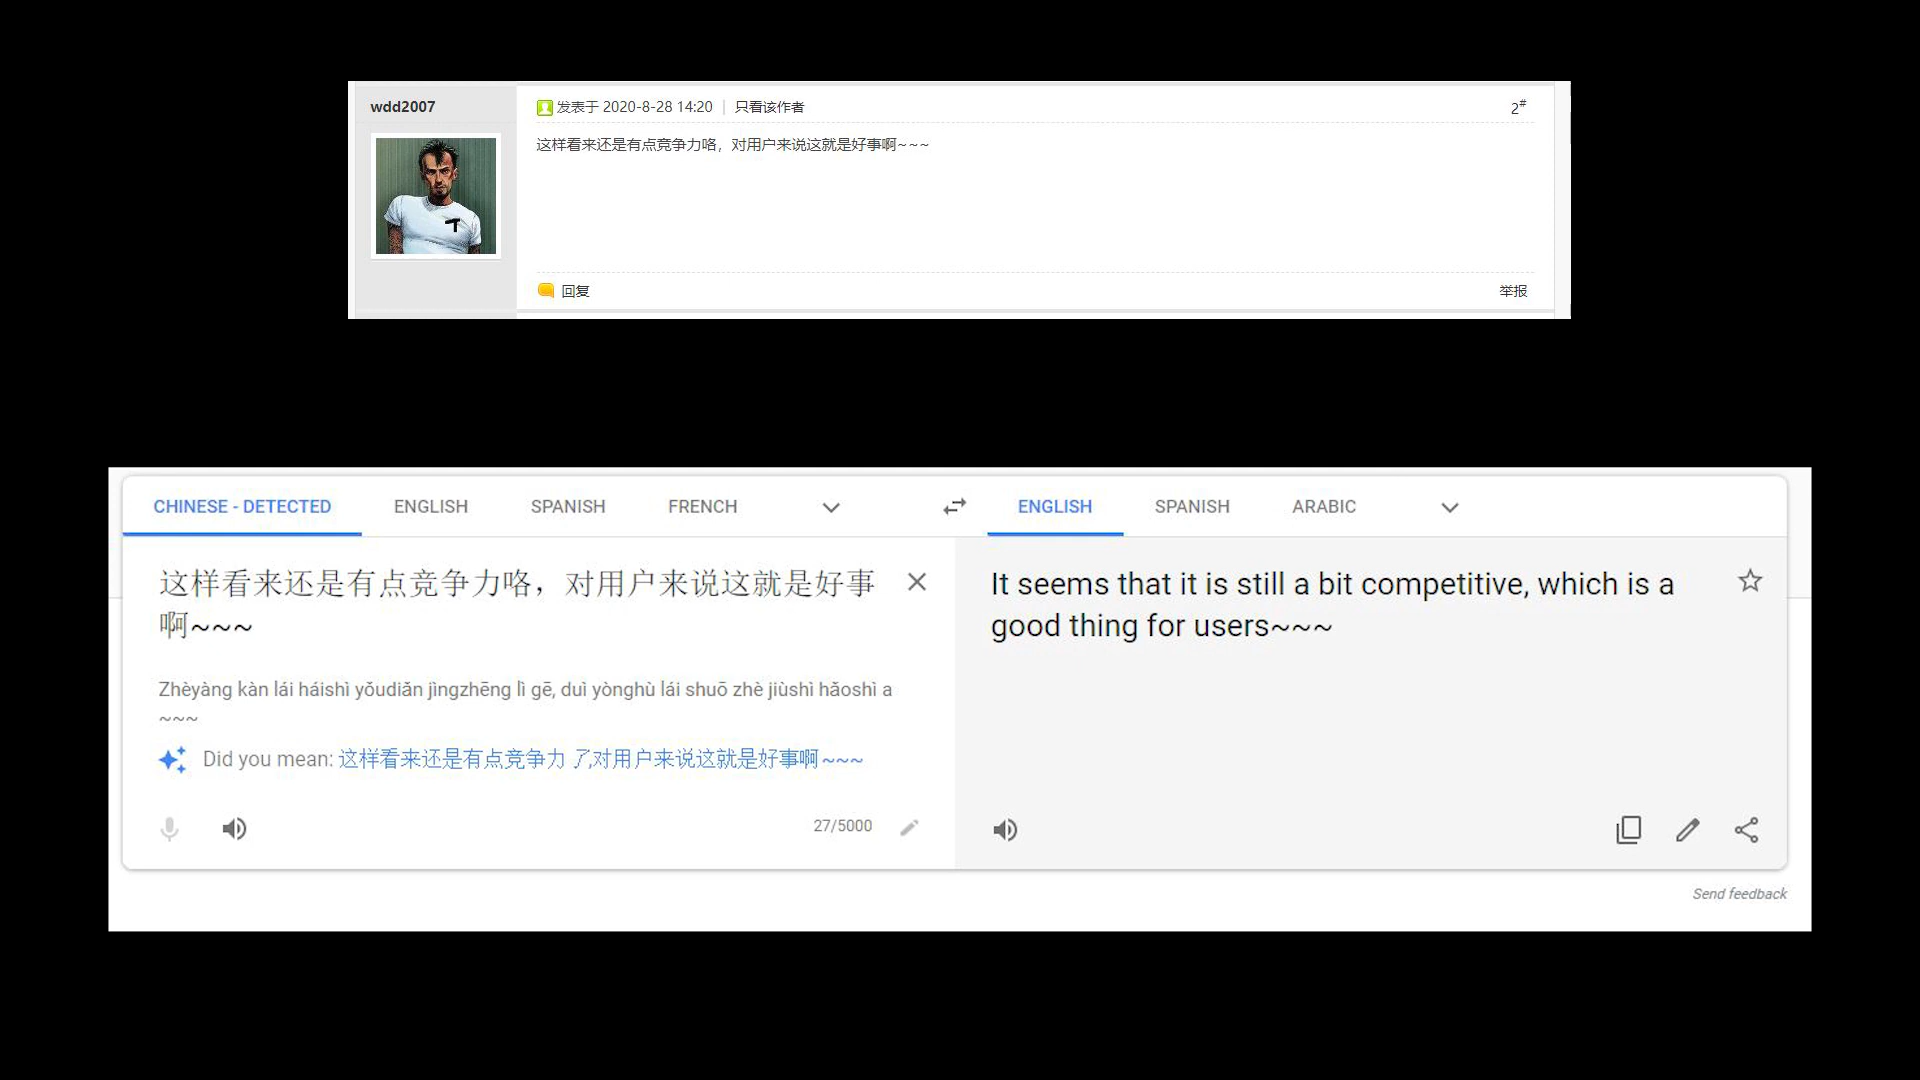 wdd2007
发表于 2020-8-28 14:20 | 只看该作者
2#
这样看来还是有点竞争力咯，对用户来说这就是好事啊~~~
回复
举报
CHINESE - DETECTED ENGLISH SPANISH FRENCH
ENGLISH SPANISH ARABIC
这样看来还是有点竞争力咯，对用户来说这就是好事
啊~~~
Zhèyàng kàn lái háishì yǒudiǎn jìngzhēng lì gē, duì yònghù lái shuō zhè jiùshì hǎoshì a
~~~
Did you mean: 这样看来还是有点竞争力 了,对用户来说这就是好事啊~~~
27/5000
It seems that it is still a bit competitive, which is a
good thing for users~~~
Send feedback